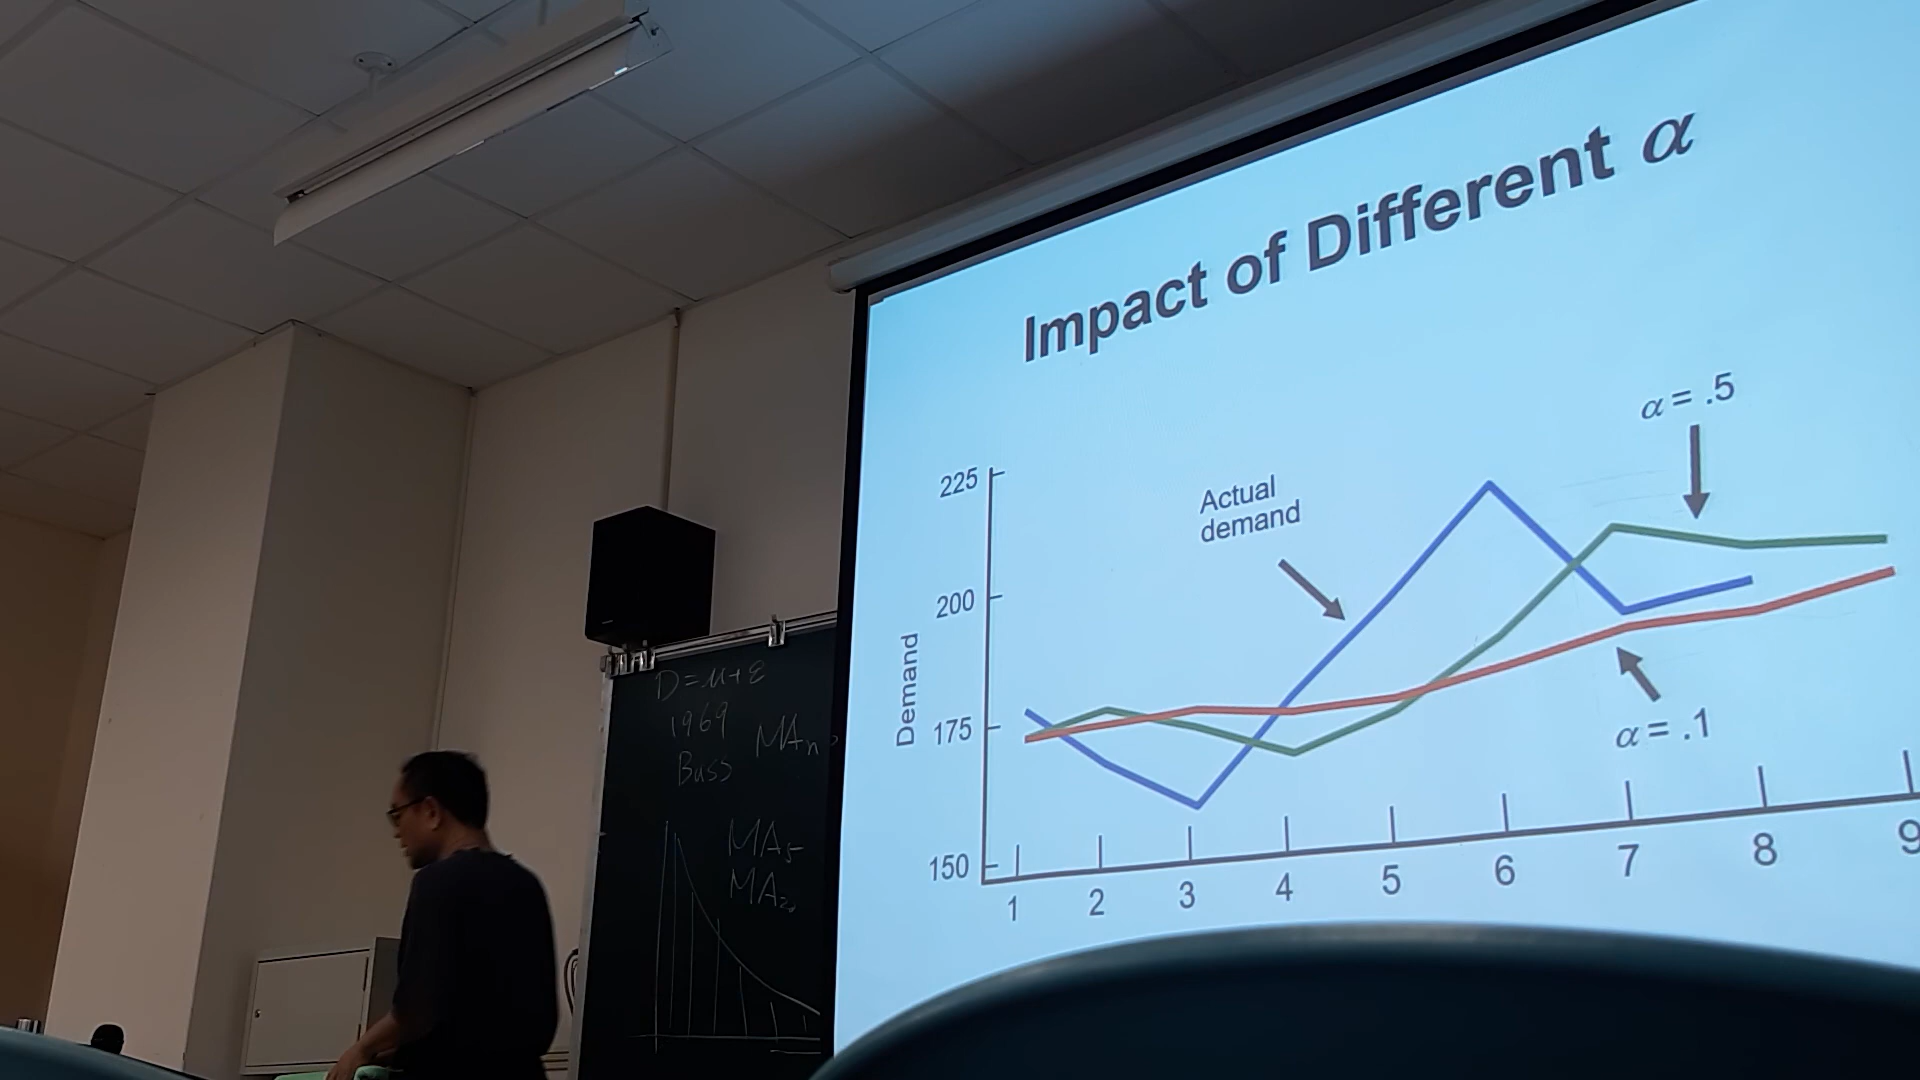 Impact of Different α
α = .5
Actual
demand
225
200
175
150
Demand
α = .1
1 2 3 4 5 6 7 8 9
D = μ + ε
1969
MAₙ
MA₅